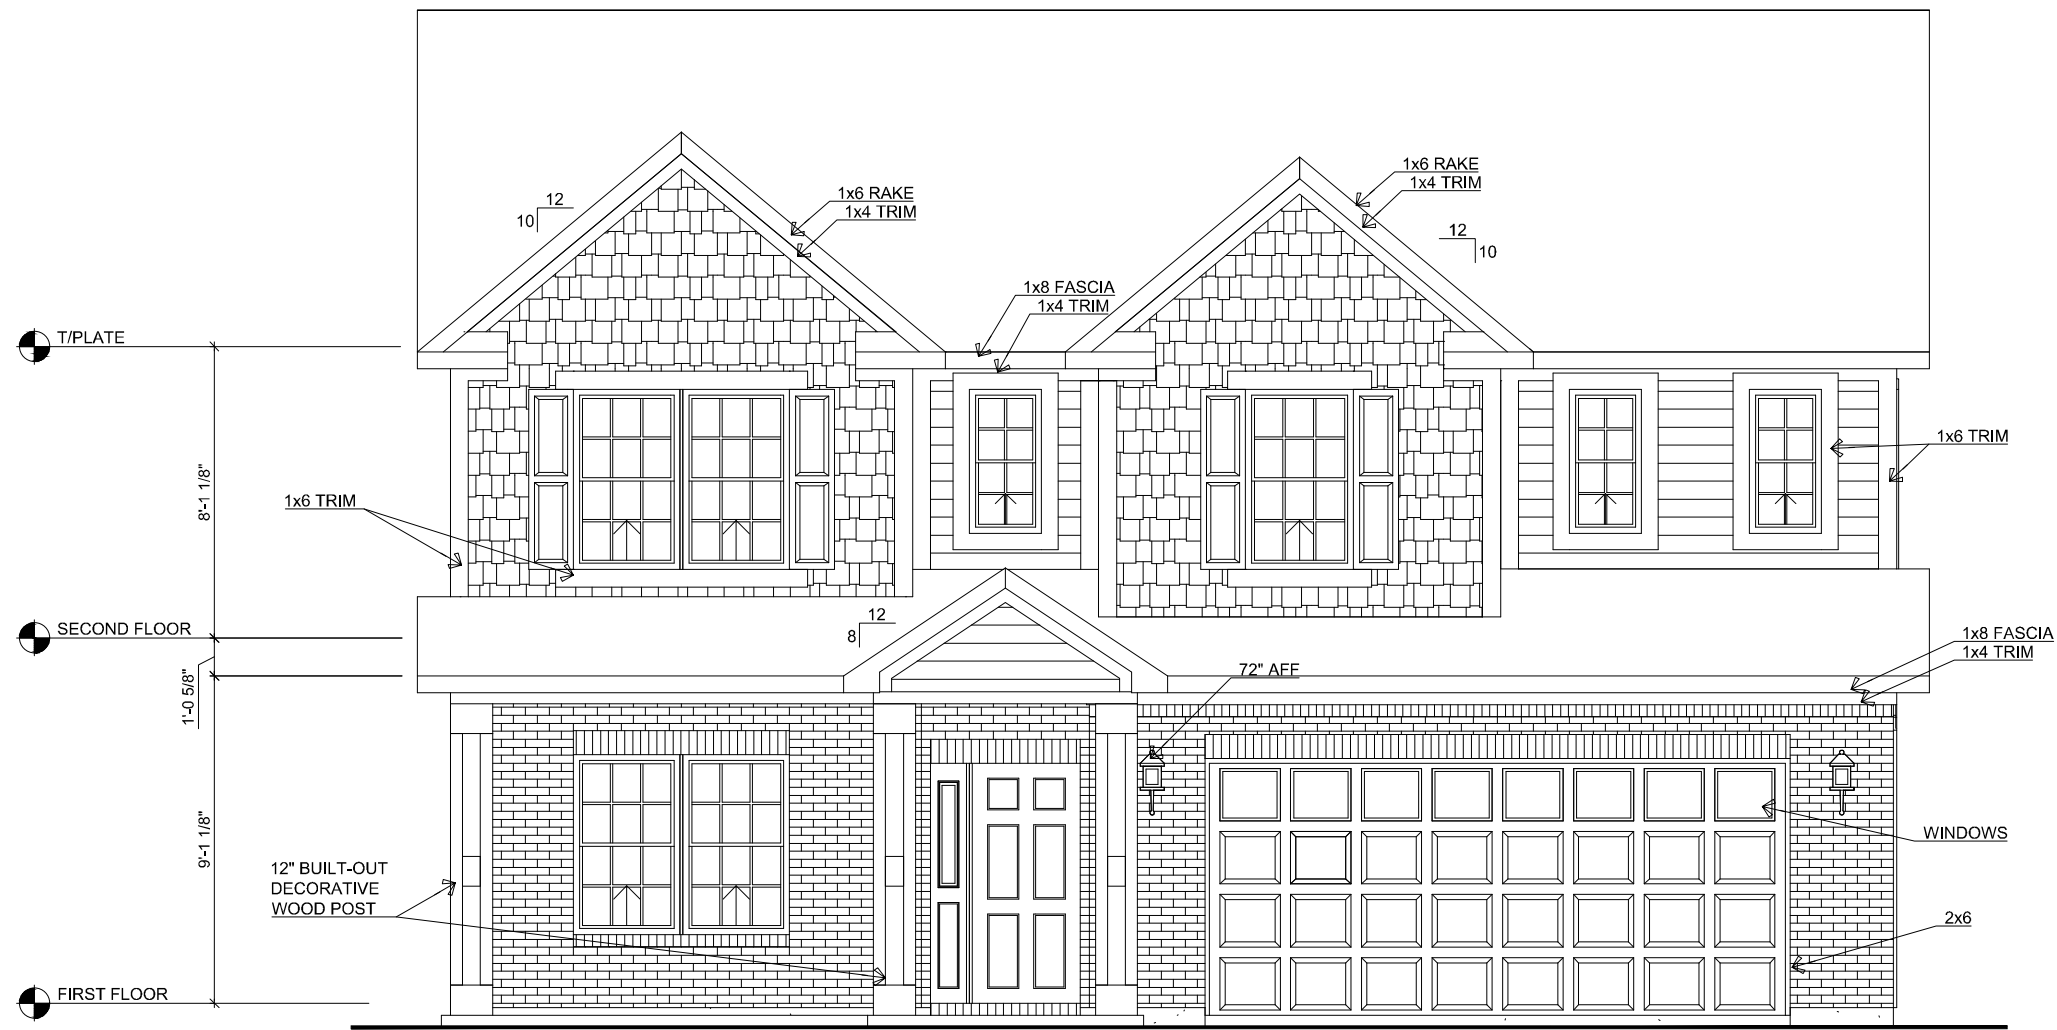 1x6 RAKE
1x4 TRIM
12
10
1x6 RAKE
1x4 TRIM
12
10
1x8 FASCIA
1x4 TRIM
T/PLATE
8'-1 1/8"
1x6 TRIM
1x6 TRIM
SECOND FLOOR
12
8
1'-0 5/8"
72" AFF
1x8 FASCIA
1x4 TRIM
9'-1 1/8"
WINDOWS
12" BUILT-OUT
DECORATIVE
WOOD POST
2x6
FIRST FLOOR